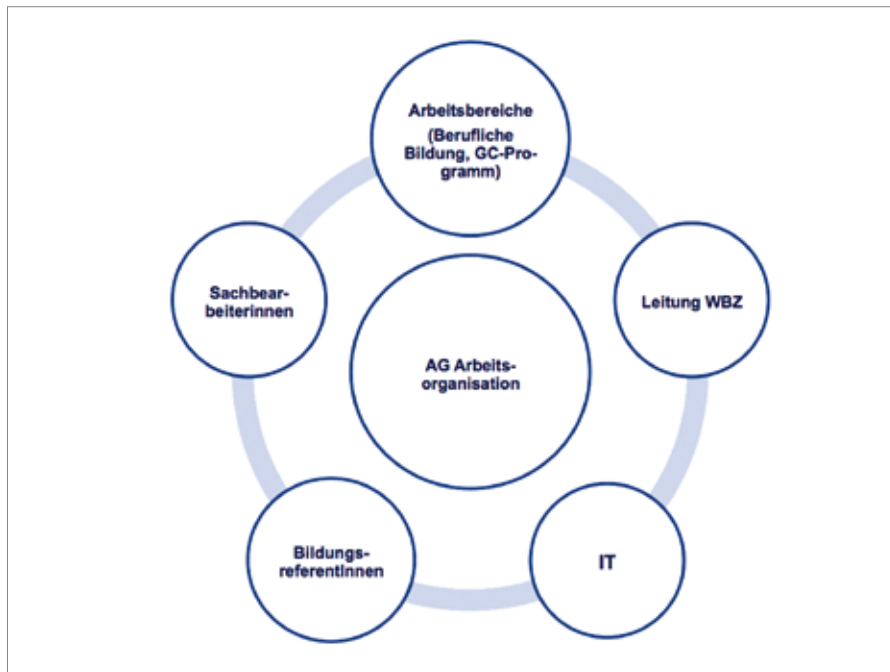 Arbeitsbereiche
(Berufliche
Bildung, GC-Pro-
gramm)
Sachbear-
beiterinnen
Leitung WBZ
AG Arbeits-
organisation
Bildungs-
referentInnen
IT